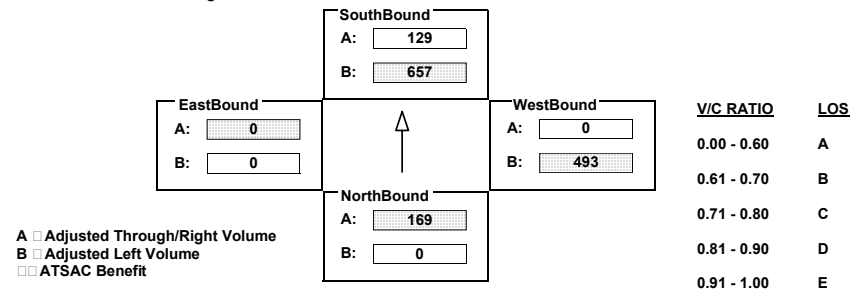 SouthBound
A: 129
B: 657
EastBound
A: 0
B: 0
WestBound
A: 0
B: 493
NorthBound
A: 169
B: 0
A □ Adjusted Through/Right Volume
B □ Adjusted Left Volume
□□ ATSAC Benefit
V/C RATIO LOS
0.00 - 0.60 A
0.61 - 0.70 B
0.71 - 0.80 C
0.81 - 0.90 D
0.91 - 1.00 E